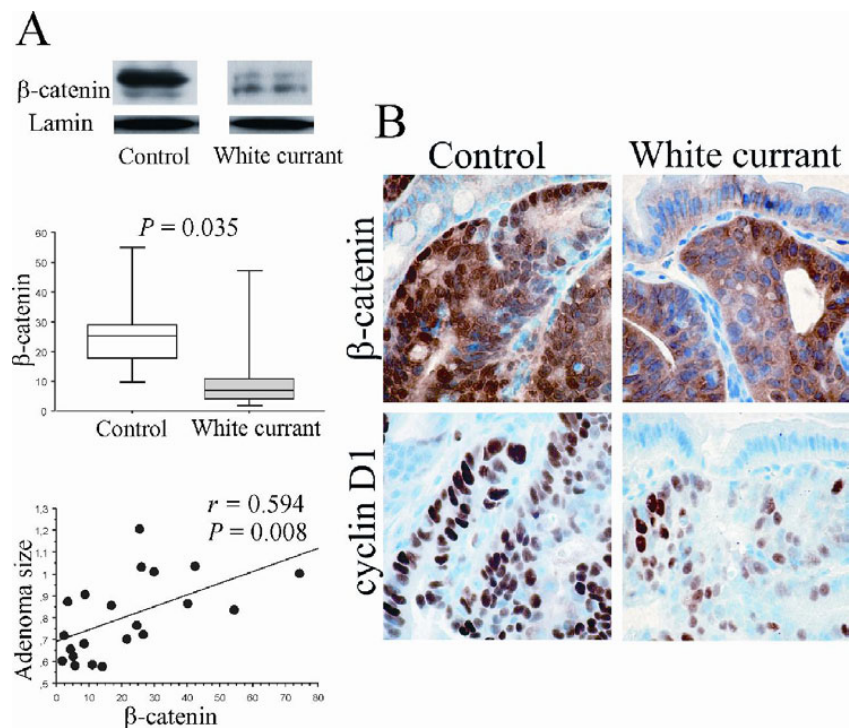 A
β-catenin
Lamin
Control White currant
P = 0.035
β-catenin
60
50
40
30
20
10
0
Control White currant
r = 0.594
P = 0.008
Adenoma size
1,3
1,2
1,1
1
,9
,8
,7
,6
,5
0 10 20 30 40 50 60 70 80
β-catenin
B
Control White currant
β-catenin
cyclin D1